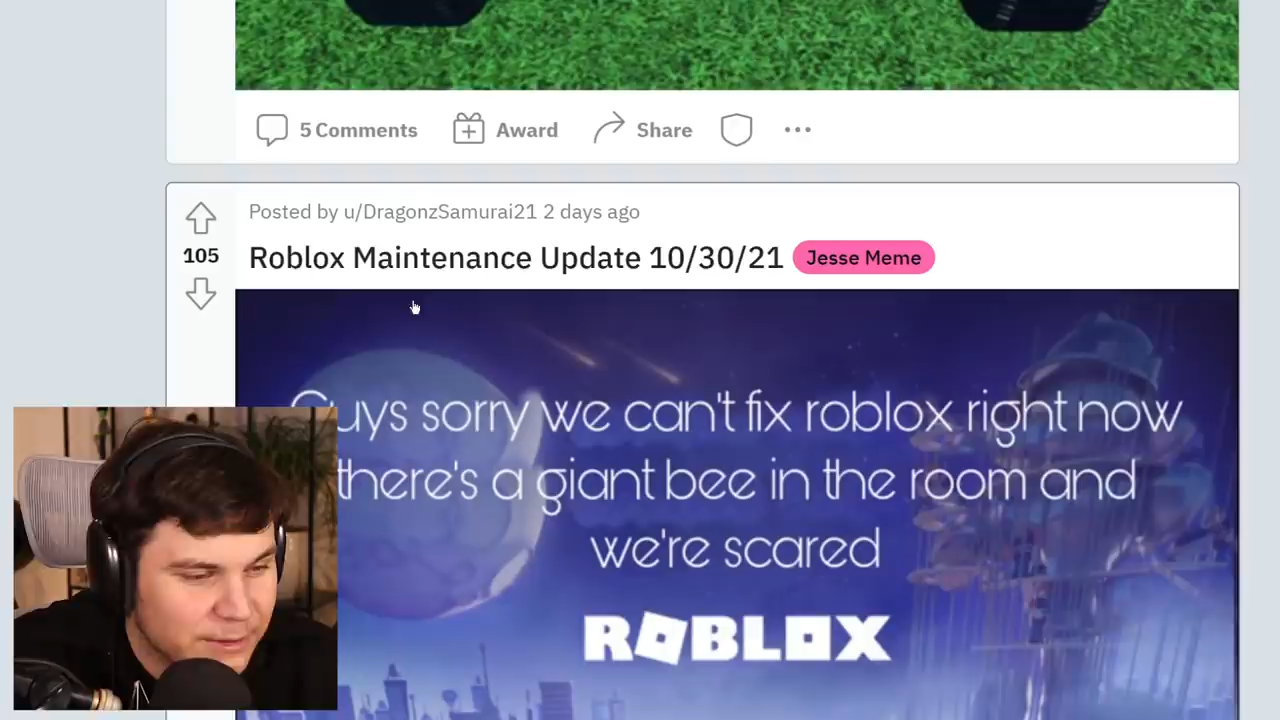 5 Comments Award Share
Posted by u/DragonzSamurai21 2 days ago
105
Roblox Maintenance Update 10/30/21 Jesse Meme
Guys sorry we can't fix roblox right now
there's a giant bee in the room and
we're scared
ROBLOX